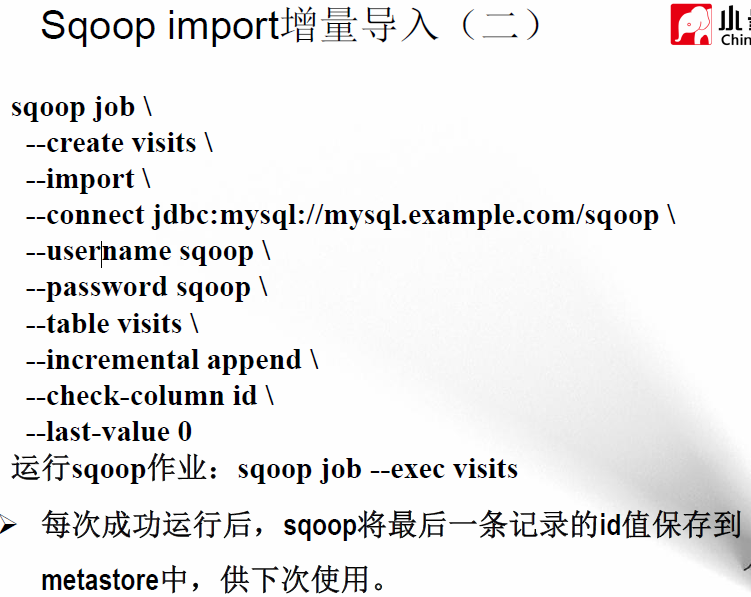 Sqoop import增量导入（二）
sqoop job \
--create visits \
--import \
--connect jdbc:mysql://mysql.example.com/sqoop \
--username sqoop \
--password sqoop \
--table visits \
--incremental append \
--check-column id \
--last-value 0
运行sqoop作业：sqoop job --exec visits
➢ 每次成功运行后，sqoop将最后一条记录的id值保存到
metastore中，供下次使用。